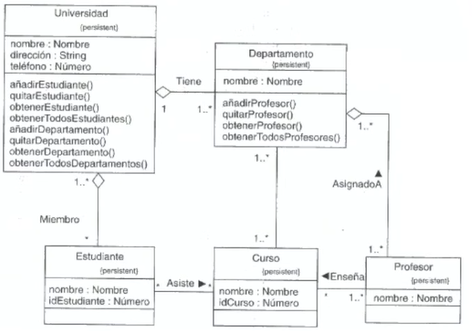 Universidad
{persistent}
nombre : Nombre
dirección : String
teléfono : Número
añadirEstudiante()
quitarEstudiante()
obtenerEstudiante()
obtenerTodosEstudiantes()
añadirDepartamento()
quitarDepartamento()
obtenerDepartamento()
obtenerTodosDepartamentos()
Tiene
1
1..*
Departamento
{persistent}
nombre : Nombre
añadirProfesor()
quitarProfesor()
obtenerProfesor()
obtenerTodosProfesores()
1..*
1..*
1..*
AsignadoA
Miembro
*
1..*
1..*
Estudiante
{persistent}
nombre : Nombre
idEstudiante : Número
* Asiste ▶ *
Curso
{persistent}
nombre : Nombre
idCurso : Número
◀Enseña
* 1..*
Profesor
{persistent}
nombre : Nombre